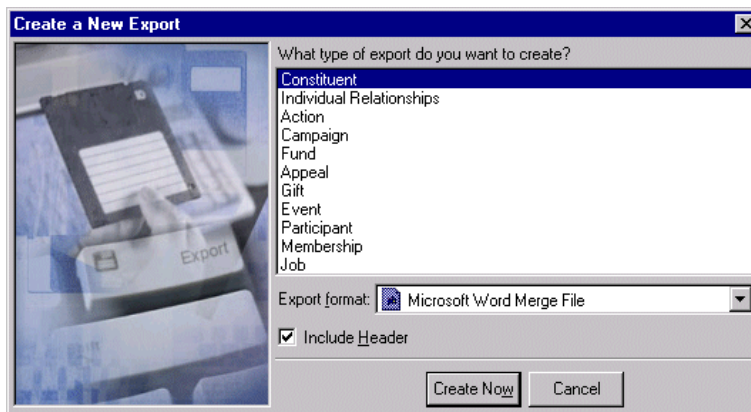 Create a New Export
What type of export do you want to create?
Constituent
Individual Relationships
Action
Campaign
Fund
Appeal
Gift
Event
Participant
Membership
Job
Export
Export format:
Microsoft Word Merge File
Include Header
Create Now
Cancel